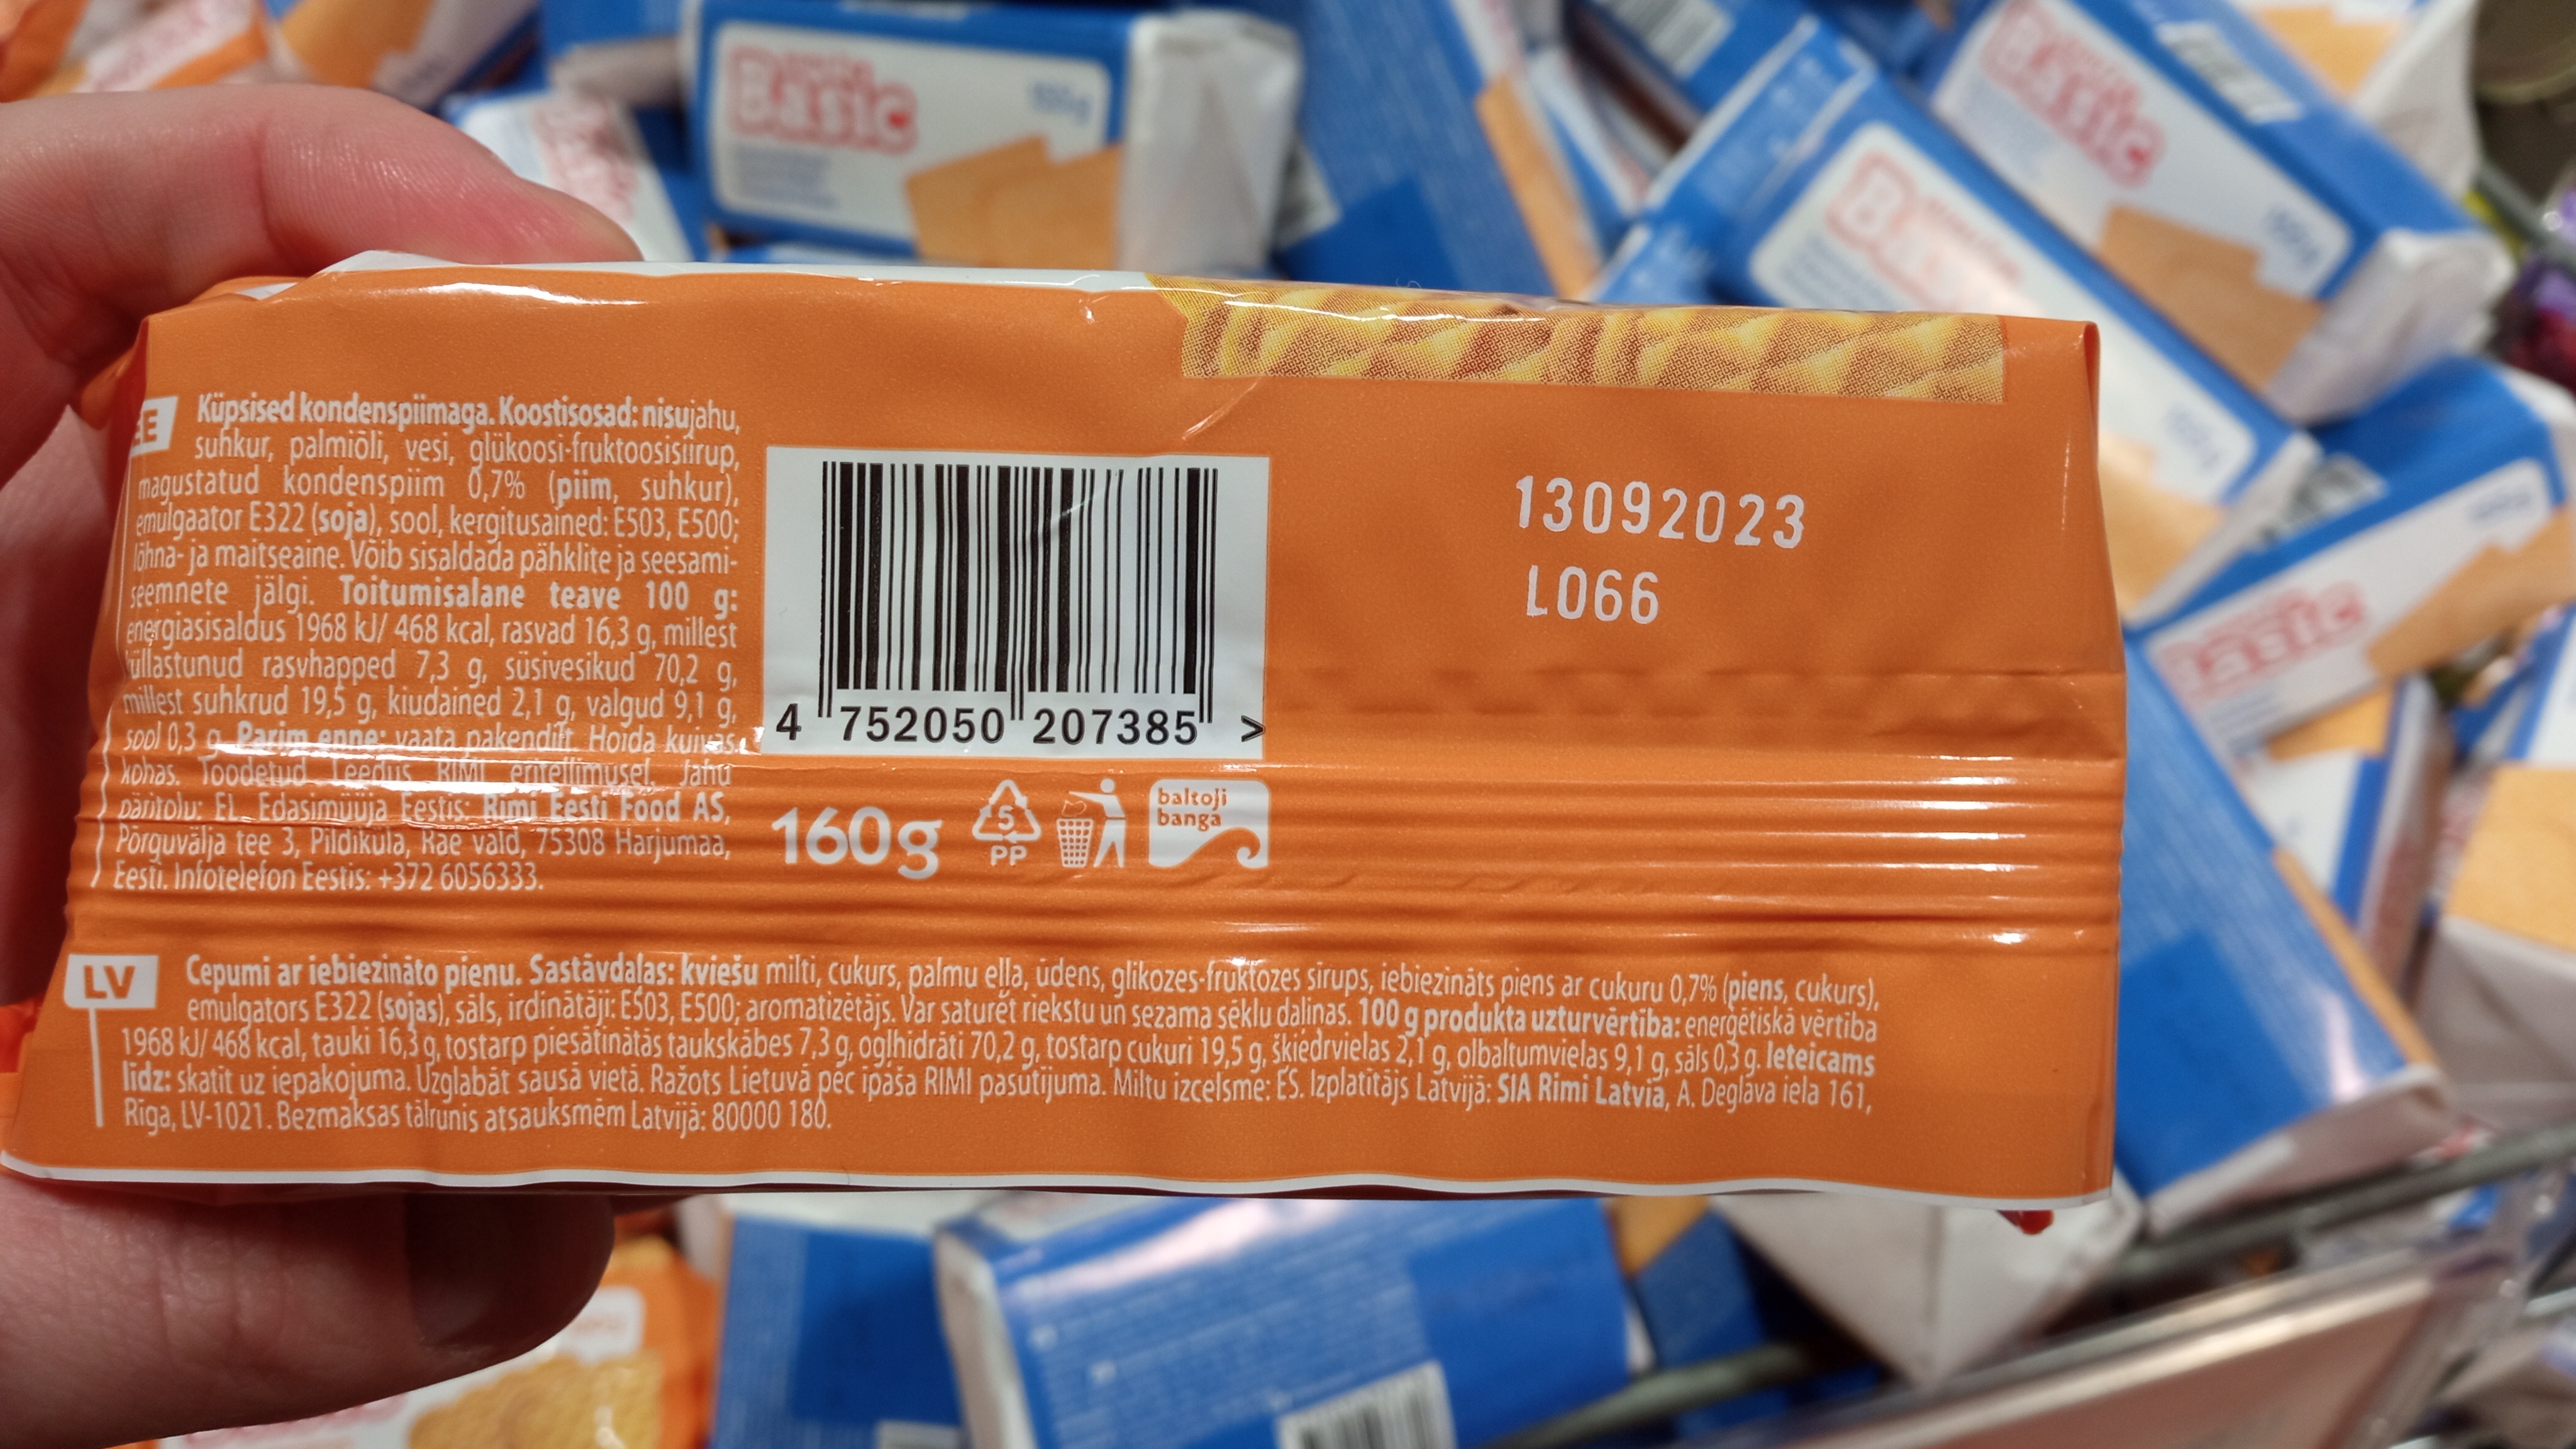 Basic
Basic
EE
Küpsised kondenspiimaga. Koostisosad: nisujahu,
suhkur, palmiõli, vesi, glükoosi-fruktoosisiirup,
magustatud kondenspiim 0,7% (piim, suhkur),
emulgaator E322 (soja), sool, kergitusained: E503, E500;
lõhna- ja maitseaine. Võib sisaldada pähklite ja seesami-
seemnete jälgi. Toitumisalane teave 100 g:
energiasisaldus 1968 kJ/ 468 kcal, rasvad 16,3 g, millest
küllastunud rasvhapped 7,3 g, süsivesikud 70,2 g,
millest suhkrud 19,5 g, kiudained 2,1 g, valgud 9,1 g,
sool 0,3 g. Parim enne: vaata pakendilt. Hoida kuivas
kohas. Toodetud Leedus RIMI eritellimusel. Jahu
päritolu: EL. Edasimüüja Eestis: Rimi Eesti Food AS,
Põrguvälja tee 3, Pildiküla, Rae vald, 75308 Harjumaa,
Eesti. Infotelefon Eestis: +372 6056333.
4 752050 207385 >
13092023
L066
160g
5
PP
baltoji
banga
LV
Cepumi ar iebiezināto pienu. Sastāvdaļas: kviešu milti, cukurs, palmu eļļa, ūdens, glikozes-fruktozes sīrups, iebiezināts piens ar cukuru 0,7% (piens, cukurs),
emulgators E322 (sojas), sāls, irdinātāji: E503, E500; aromatizētājs. Var saturēt riekstu un sezama sēklu daļiņas. 100 g produkta uzturvērtība: enerģētiskā vērtība
1968 kJ/ 468 kcal, tauki 16,3 g, tostarp piesātinātās taukskābes 7,3 g, ogļhidrāti 70,2 g, tostarp cukuri 19,5 g, šķiedrvielas 2,1 g, olbaltumvielas 9,1 g, sāls 0,3 g. Ieteicams
līdz: skatīt uz iepakojuma. Uzglabāt sausā vietā. Ražots Lietuvā pēc īpaša RIMI pasūtījuma. Miltu izcelsme: ES. Izplatītājs Latvijā: SIA Rimi Latvia, A. Deglava iela 161,
Rīga, LV-1021. Bezmaksas tālrunis atsauksmēm Latvijā: 80000 180.